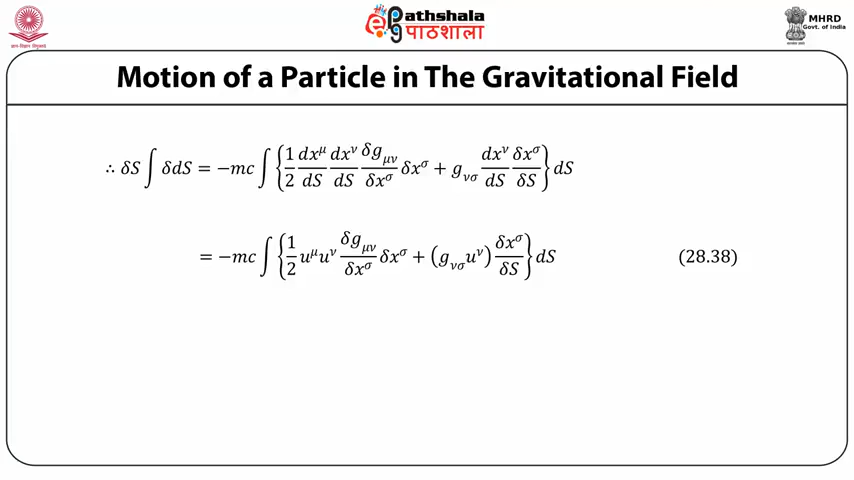 ePathshala
पाठशाला
MHRD
Govt. of India
Motion of a Particle in The Gravitational Field
∴ δS ∫ δdS = −mc ∫ {1/2 dx^μ/dS dx^ν/dS δg_μν/δx^σ δx^σ + g_νσ dx^ν/dS δx^σ/δS} dS
= −mc ∫ {1/2 u^μ u^ν δg_μν/δx^σ δx^σ + (g_νσ u^ν) δx^σ/δS} dS (28.38)